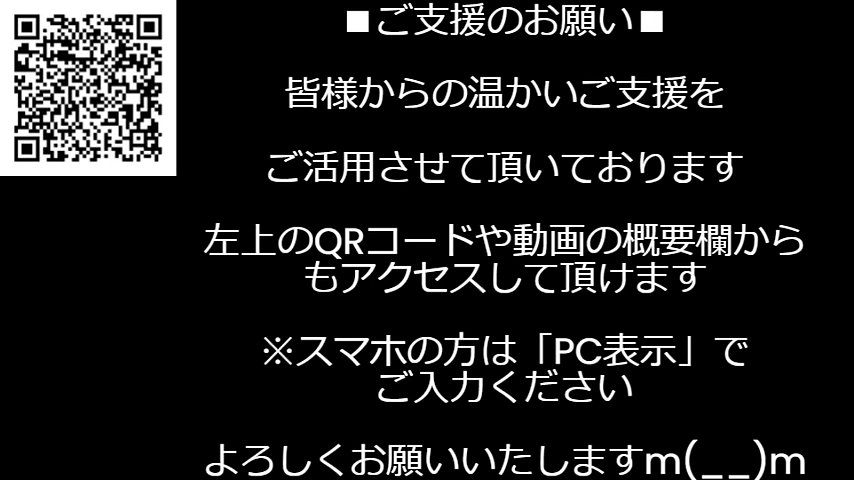 ■ご支援のお願い■
皆様からの温かいご支援を
ご活用させて頂いております
左上のQRコードや動画の概要欄から
もアクセスして頂けます
※スマホの方は「PC表示」で
ご入力ください
よろしくお願いいたしますm(__)m